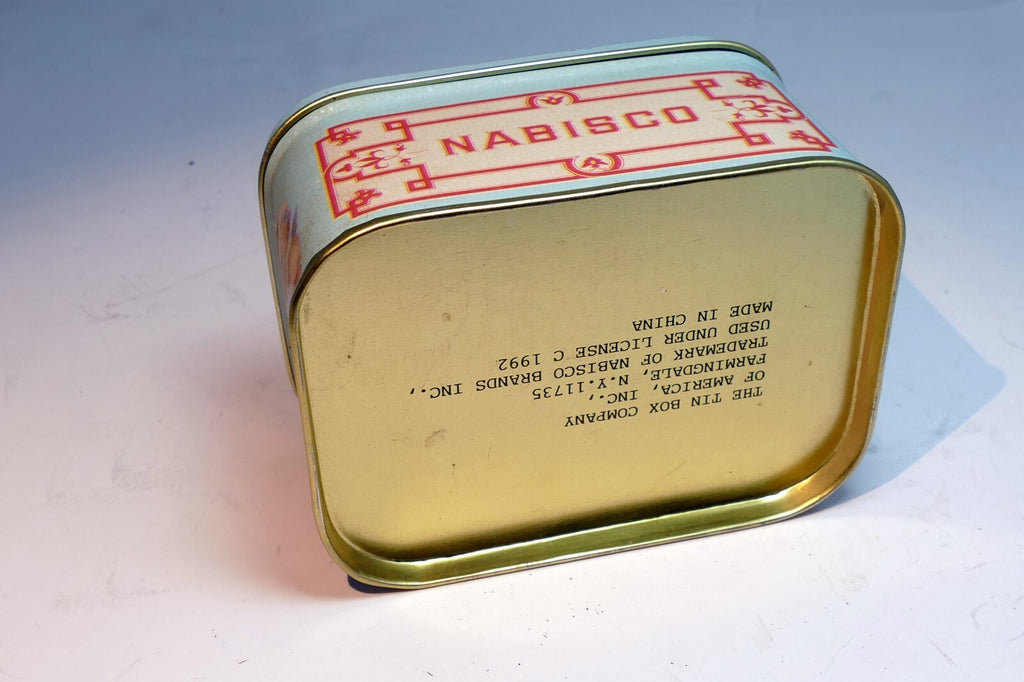 NABISCO
THE TIN BOX COMPANY
OF AMERICA, INC.,
FARMINGDALE, N.Y.11735
TRADEMARK OF NABISCO BRANDS INC.,
USED UNDER LICENSE C 1992
MADE IN CHINA